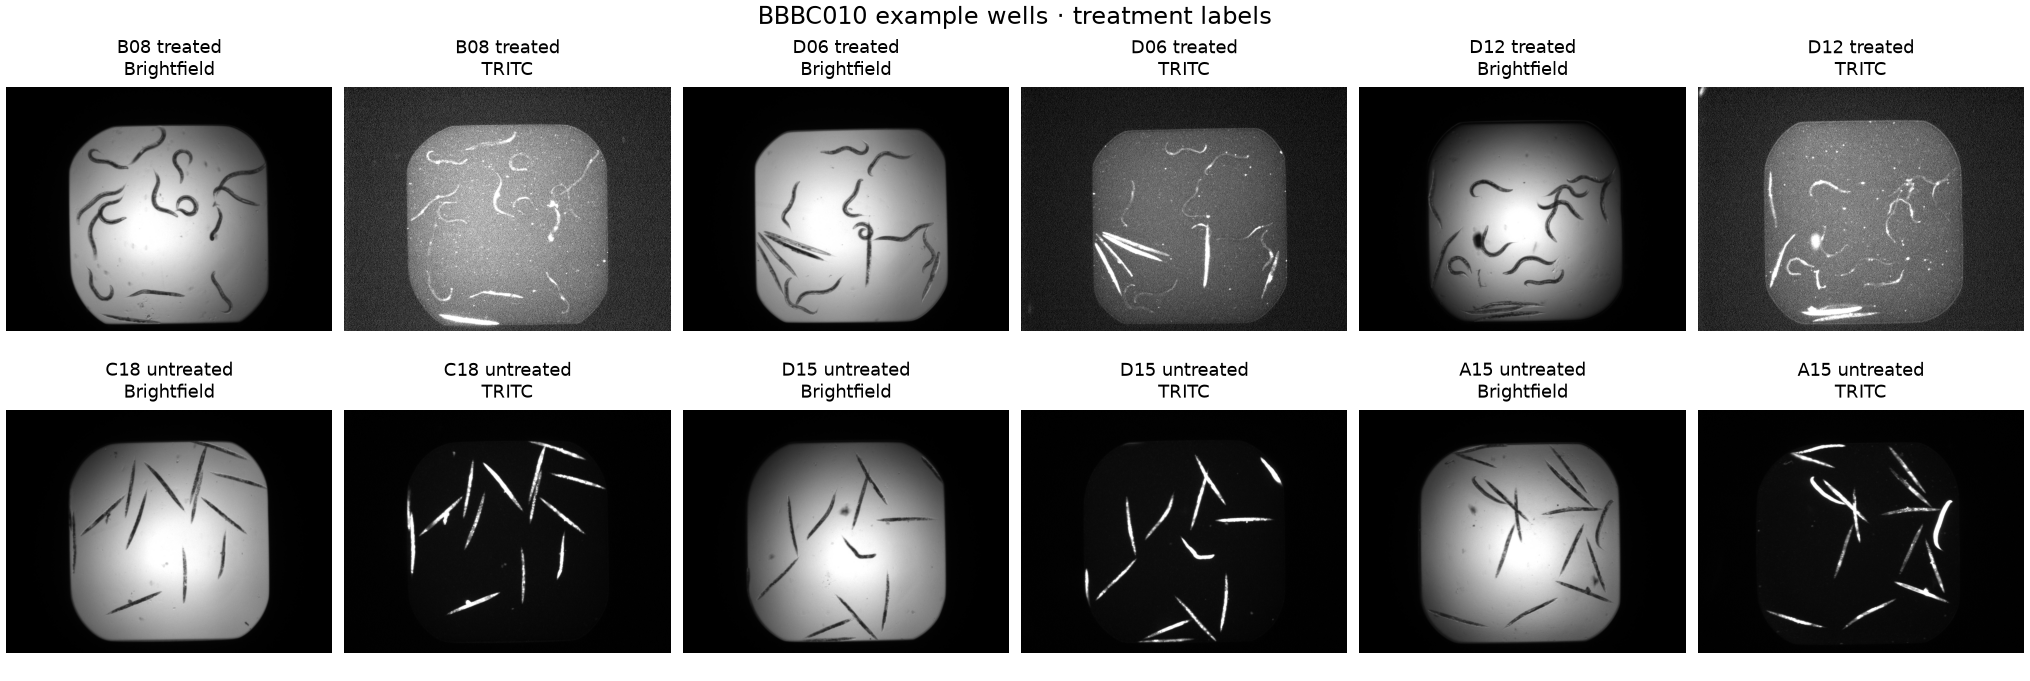 BBBC010 example wells · treatment labels
B08 treated
Brightfield
B08 treated
TRITC
D06 treated
Brightfield
D06 treated
TRITC
D12 treated
Brightfield
D12 treated
TRITC
C18 untreated
Brightfield
C18 untreated
TRITC
D15 untreated
Brightfield
D15 untreated
TRITC
A15 untreated
Brightfield
A15 untreated
TRITC